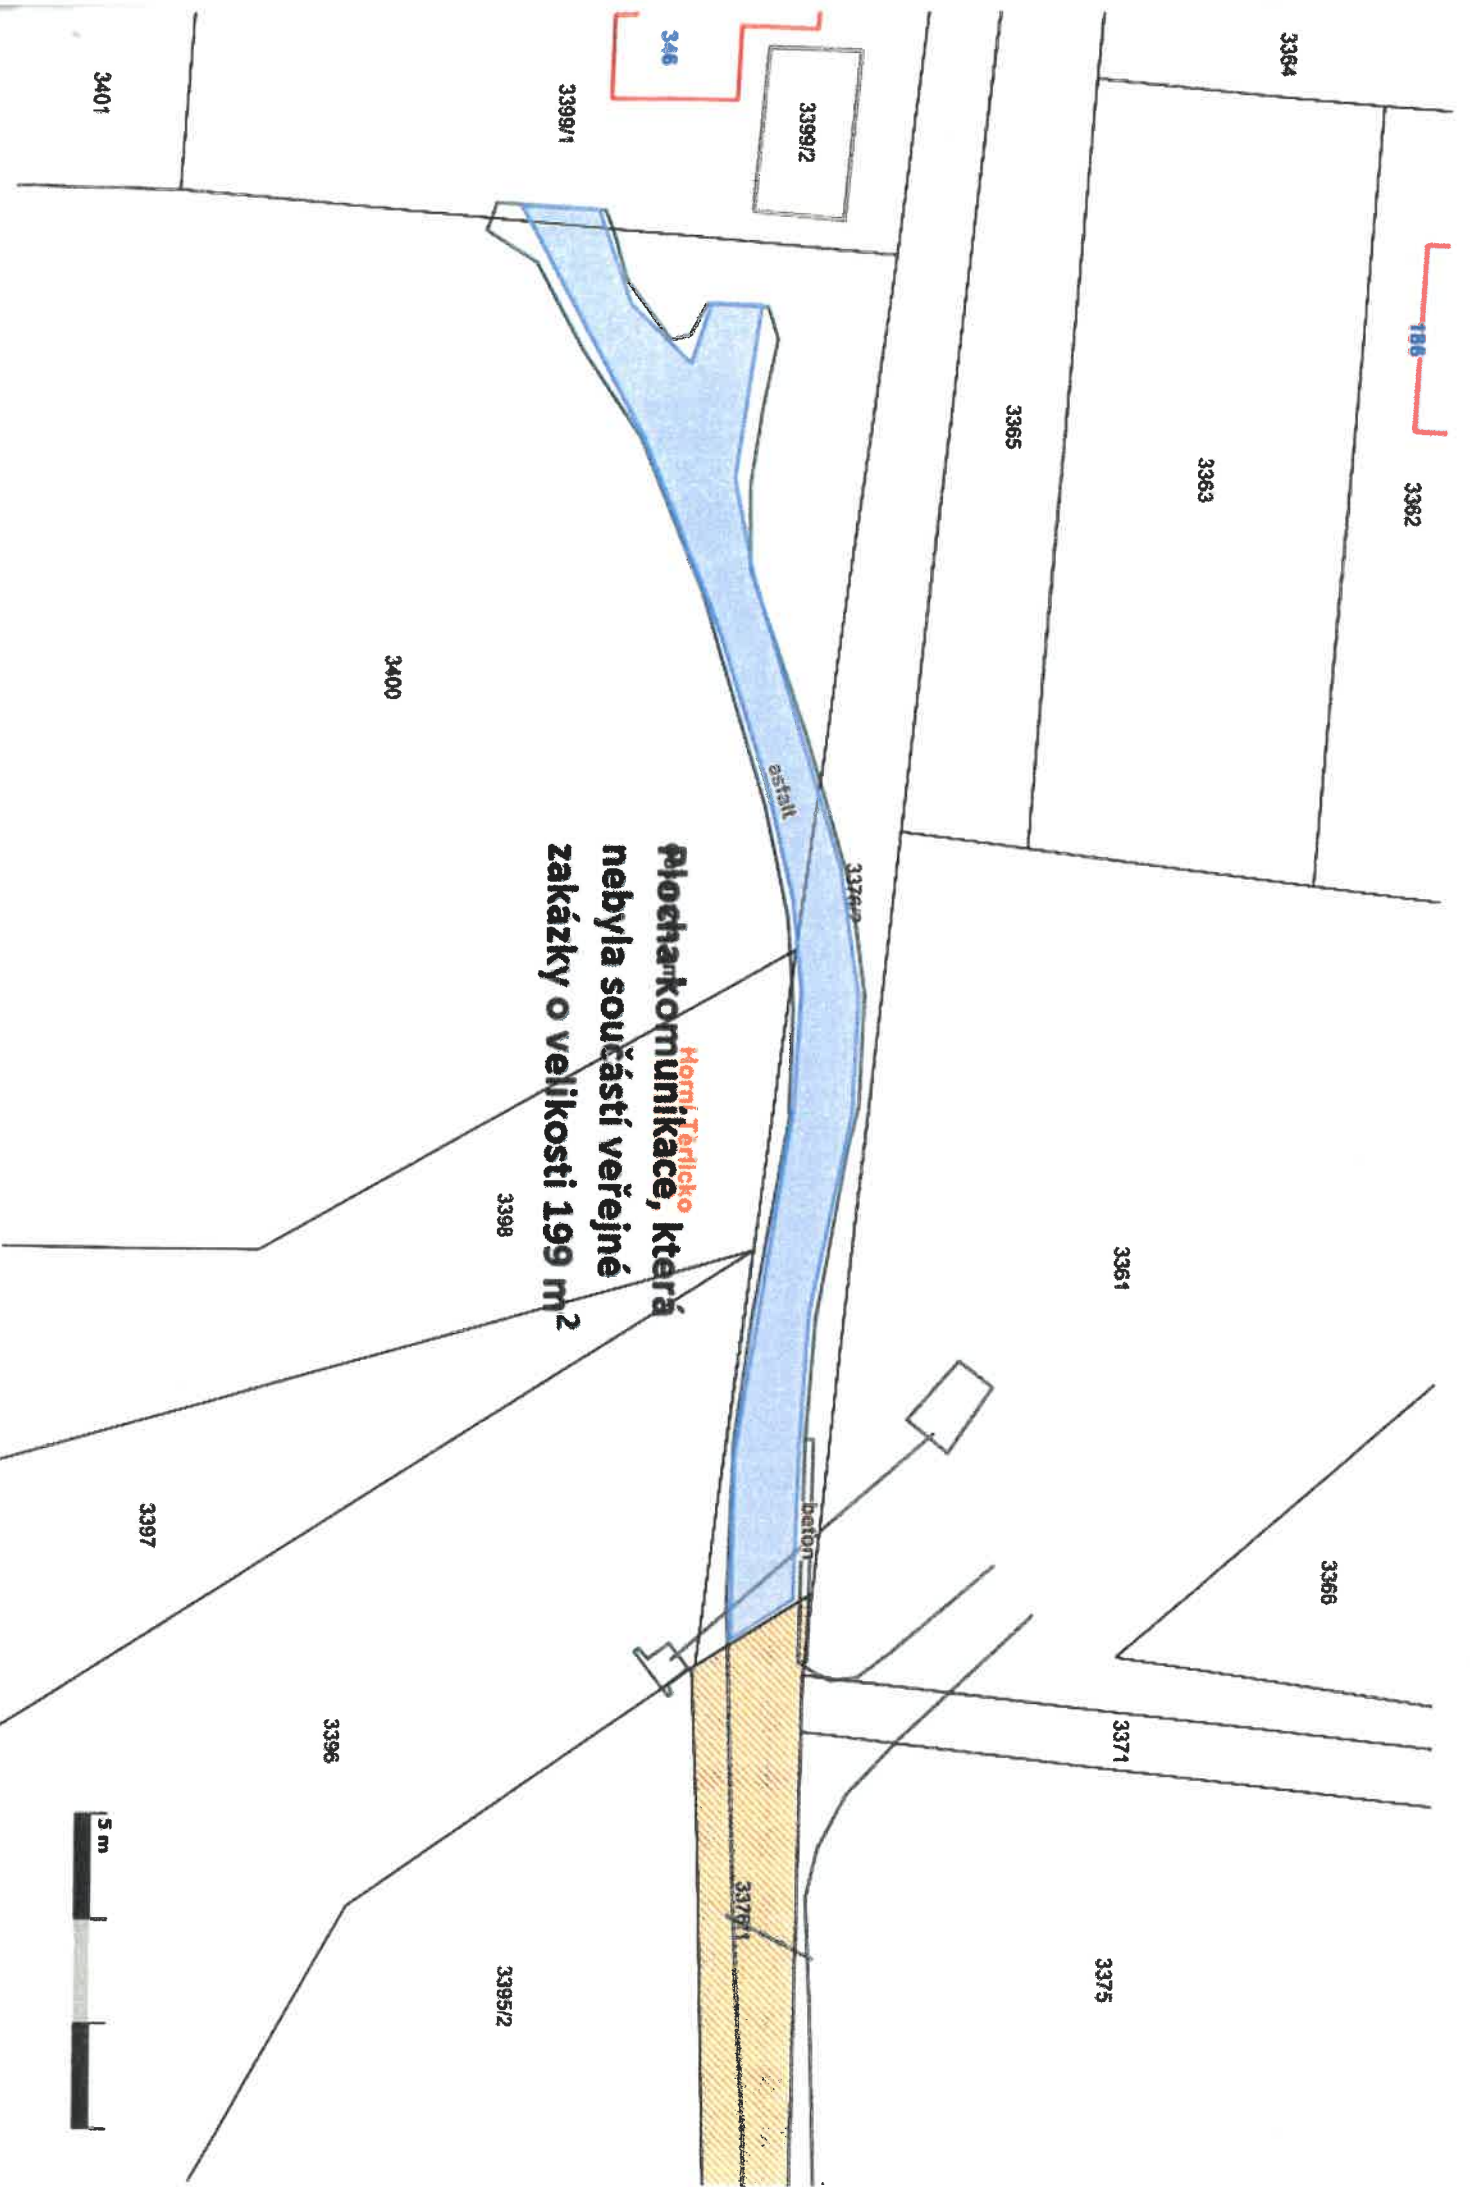 3364
346
3401
3399/1
3399/2
186
3365
3363
3362
3400
asfalt
3376/2
Plocha komunikace, která
nebyla součástí veřejné
zakázky o velikosti 199 m²
Horní Těrlicko
3398
3361
beton
3397
3366
3396
3371
5 m
3376/1
3395/2
3375